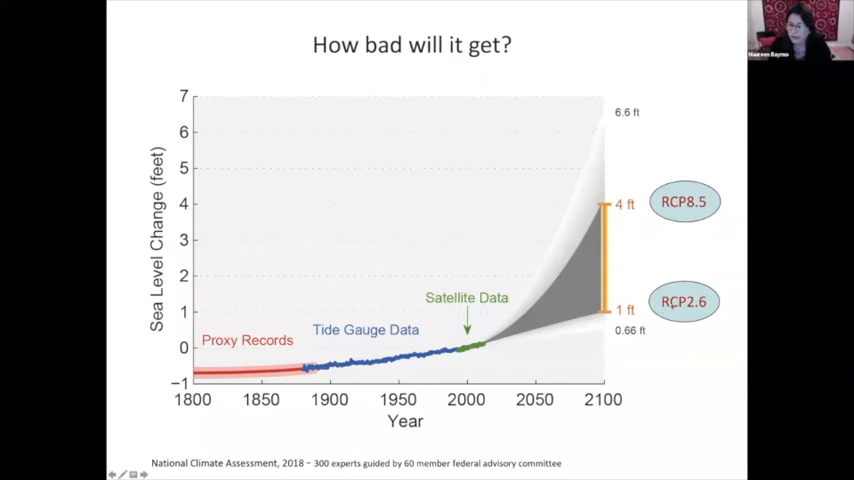 How bad will it get?
Maureen Raymo
7
6
5
4
3
2
1
0
−1
Sea Level Change (feet)
6.6 ft
4 ft
RCP8.5
1 ft
RCP2.6
0.66 ft
Satellite Data
Tide Gauge Data
Proxy Records
1800 1850 1900 1950 2000 2050 2100
Year
National Climate Assessment, 2018 – 300 experts guided by 60 member federal advisory committee